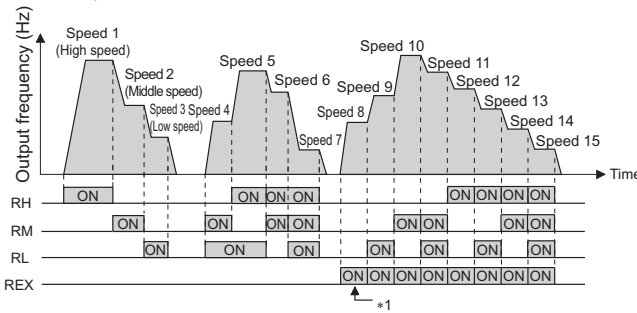 Output frequency (Hz)
Speed 1
(High speed)
Speed 2
(Middle speed)
Speed 3
(Low speed)
Speed 4
Speed 5
Speed 6
Speed 7
Speed 8
Speed 9
Speed 10
Speed 11
Speed 12
Speed 13
Speed 14
Speed 15
Time
RH ON ON ON ON ON ON ON ON
RM ON ON ON ON ON ON ON ON
RL ON ON ON ON ON ON ON
REX ON ON ON ON ON ON ON ON
*1